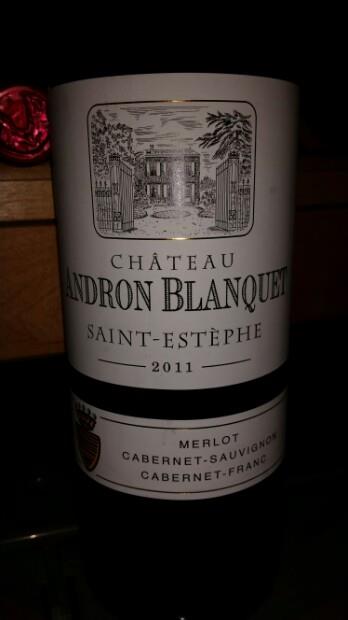 CHÂTEAU
ANDRON BLANQUET
SAINT-ESTÈPHE
2011
MERLOT
CABERNET-SAUVIGNON
CABERNET-FRANC